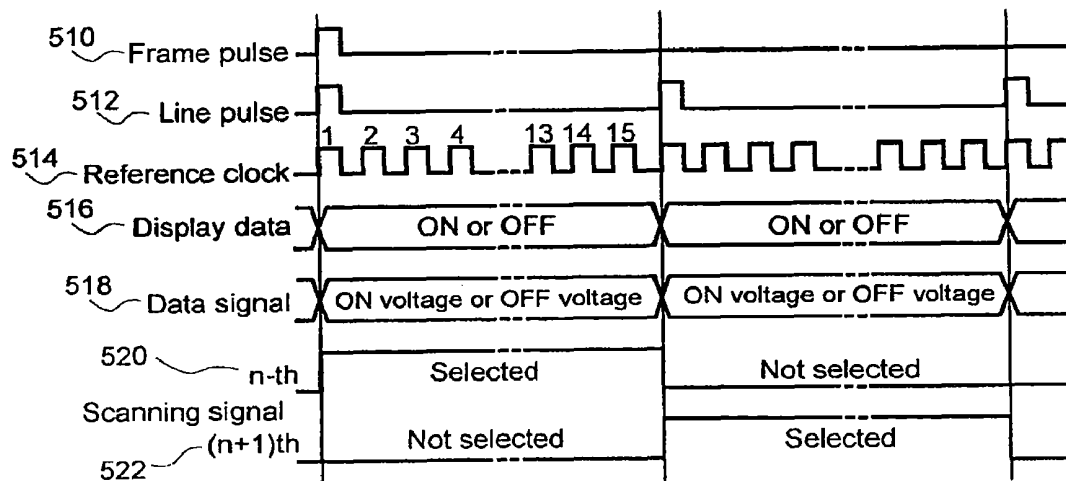 510 Frame pulse
512 Line pulse
1 2 3 4 13 14 15
514 Reference clock
516 Display data ON or OFF ON or OFF
518 Data signal ON voltage or OFF voltage ON voltage or OFF voltage
520 n-th Selected Not selected
Scanning signal
522 (n+1)th Not selected Selected